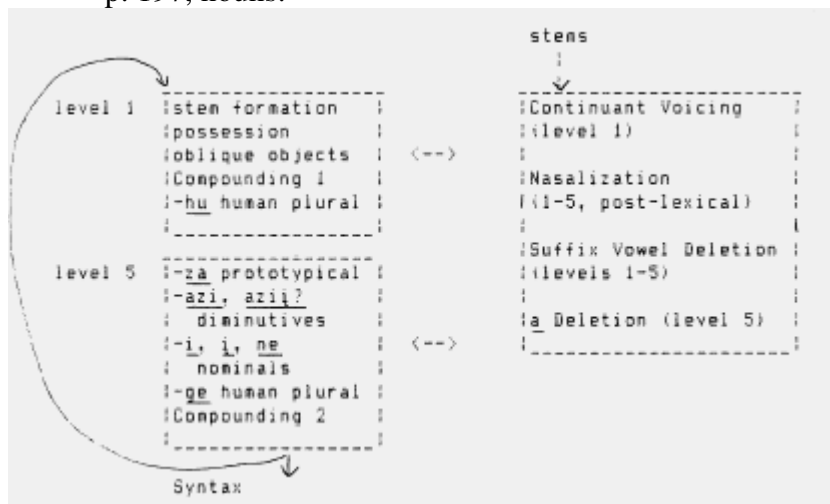 p. 197, nouns.
stems
level 1 stem formation
possession
oblique objects <-->
Compounding 1
-hu human plural
level 5 -za prototypical
-azi, azįį?
diminutives <-->
-i, į, ne
nominals
-ge human plural
Compounding 2
Syntax
Continuant Voicing
(level 1)
Nasalization
(1-5, post-lexical)
Suffix Vowel Deletion
(levels 1-5)
a Deletion (level 5)